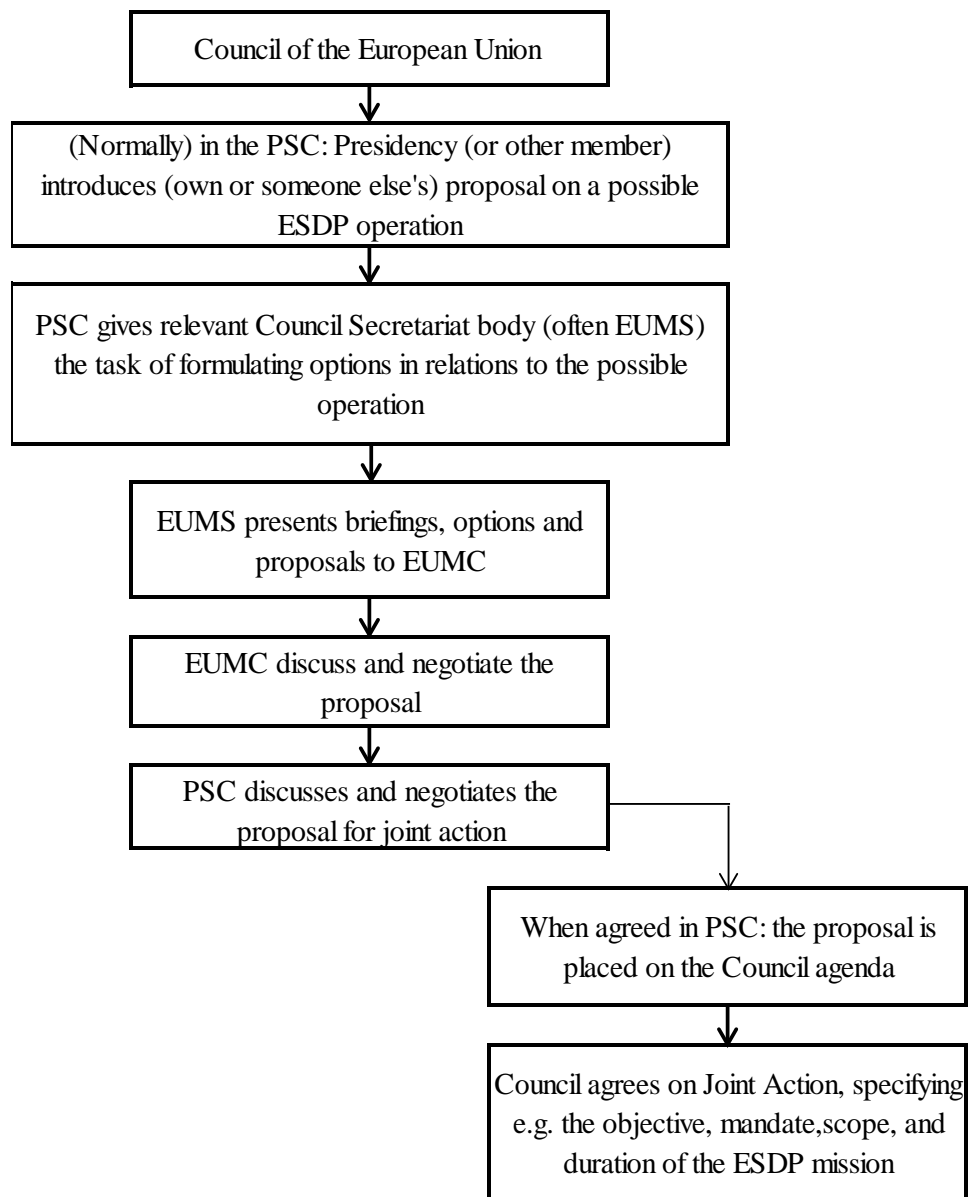 Council of the European Union
(Normally) in the PSC: Presidency (or other member)
introduces (own or someone else's) proposal on a possible
ESDP operation
PSC gives relevant Council Secretariat body (often EUMS)
the task of formulating options in relations to the possible
operation
EUMS presents briefings, options and
proposals to EUMC
EUMC discuss and negotiate the
proposal
PSC discusses and negotiates the
proposal for joint action
When agreed in PSC: the proposal is
placed on the Council agenda
Council agrees on Joint Action, specifying
e.g. the objective, mandate,scope, and
duration of the ESDP mission